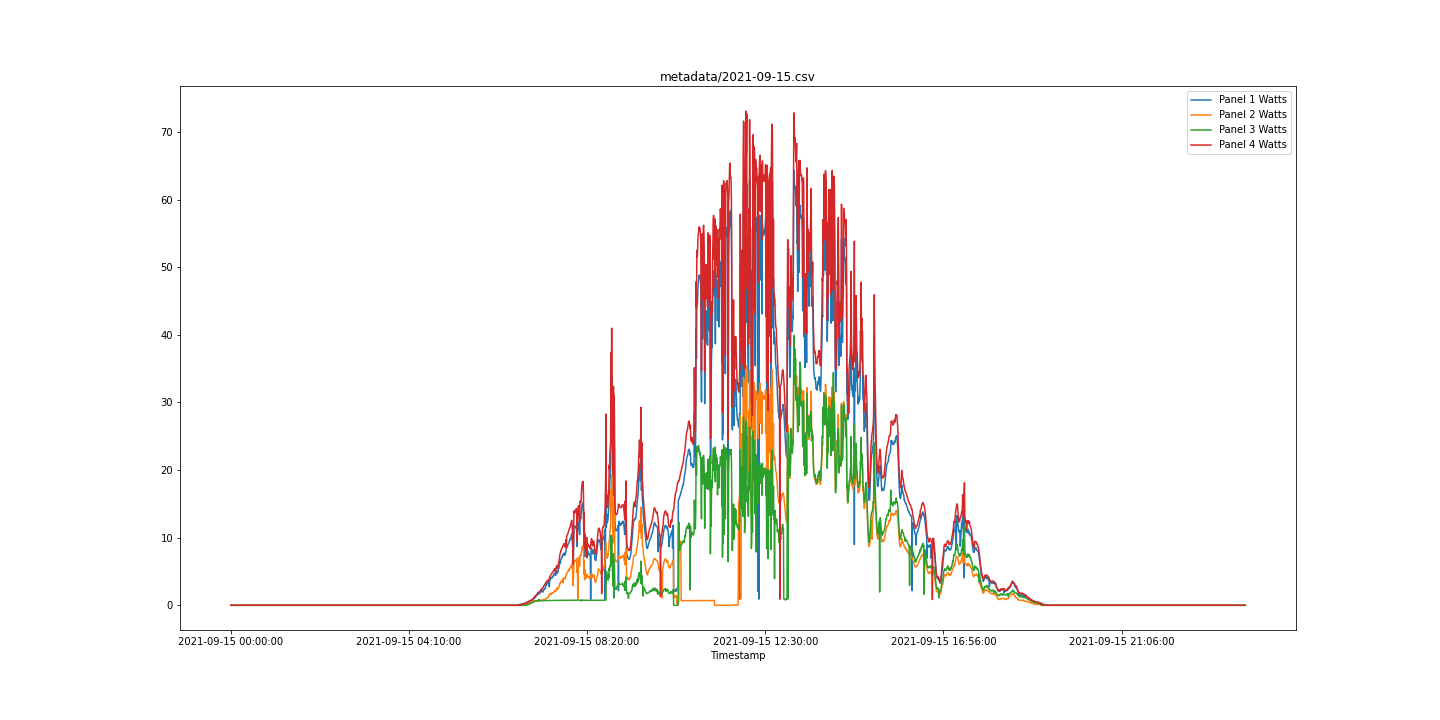 metadata/2021-09-15.csv
Panel 1 Watts
Panel 2 Watts
Panel 3 Watts
Panel 4 Watts
70
60
50
40
30
20
10
0
2021-09-15 00:00:00 2021-09-15 04:10:00 2021-09-15 08:20:00 2021-09-15 12:30:00 2021-09-15 16:56:00 2021-09-15 21:06:00
Timestamp